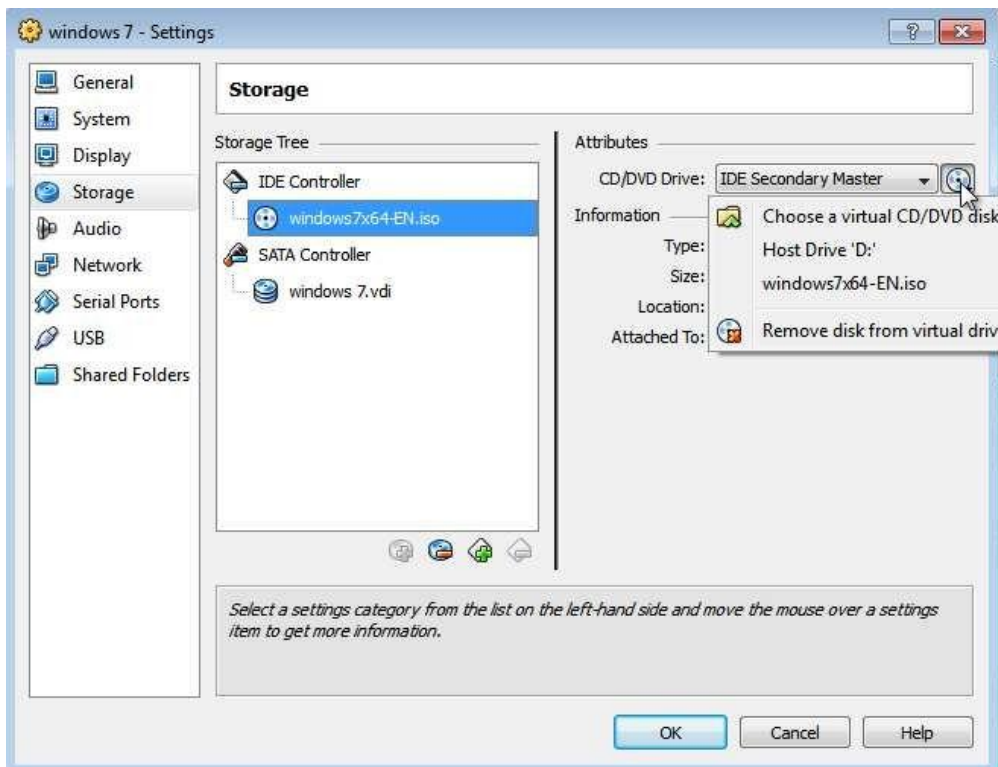 windows 7 - Settings
General
System
Display
Storage
Audio
Network
Serial Ports
USB
Shared Folders
Storage
Storage Tree
IDE Controller
windows7x64-EN.iso
SATA Controller
windows 7.vdi
Attributes
CD/DVD Drive: IDE Secondary Master
Information
Type:
Size:
Location:
Attached To:
Choose a virtual CD/DVD disk
Host Drive 'D:'
windows7x64-EN.iso
Remove disk from virtual driv
Select a settings category from the list on the left-hand side and move the mouse over a settings
item to get more information.
OK
Cancel
Help